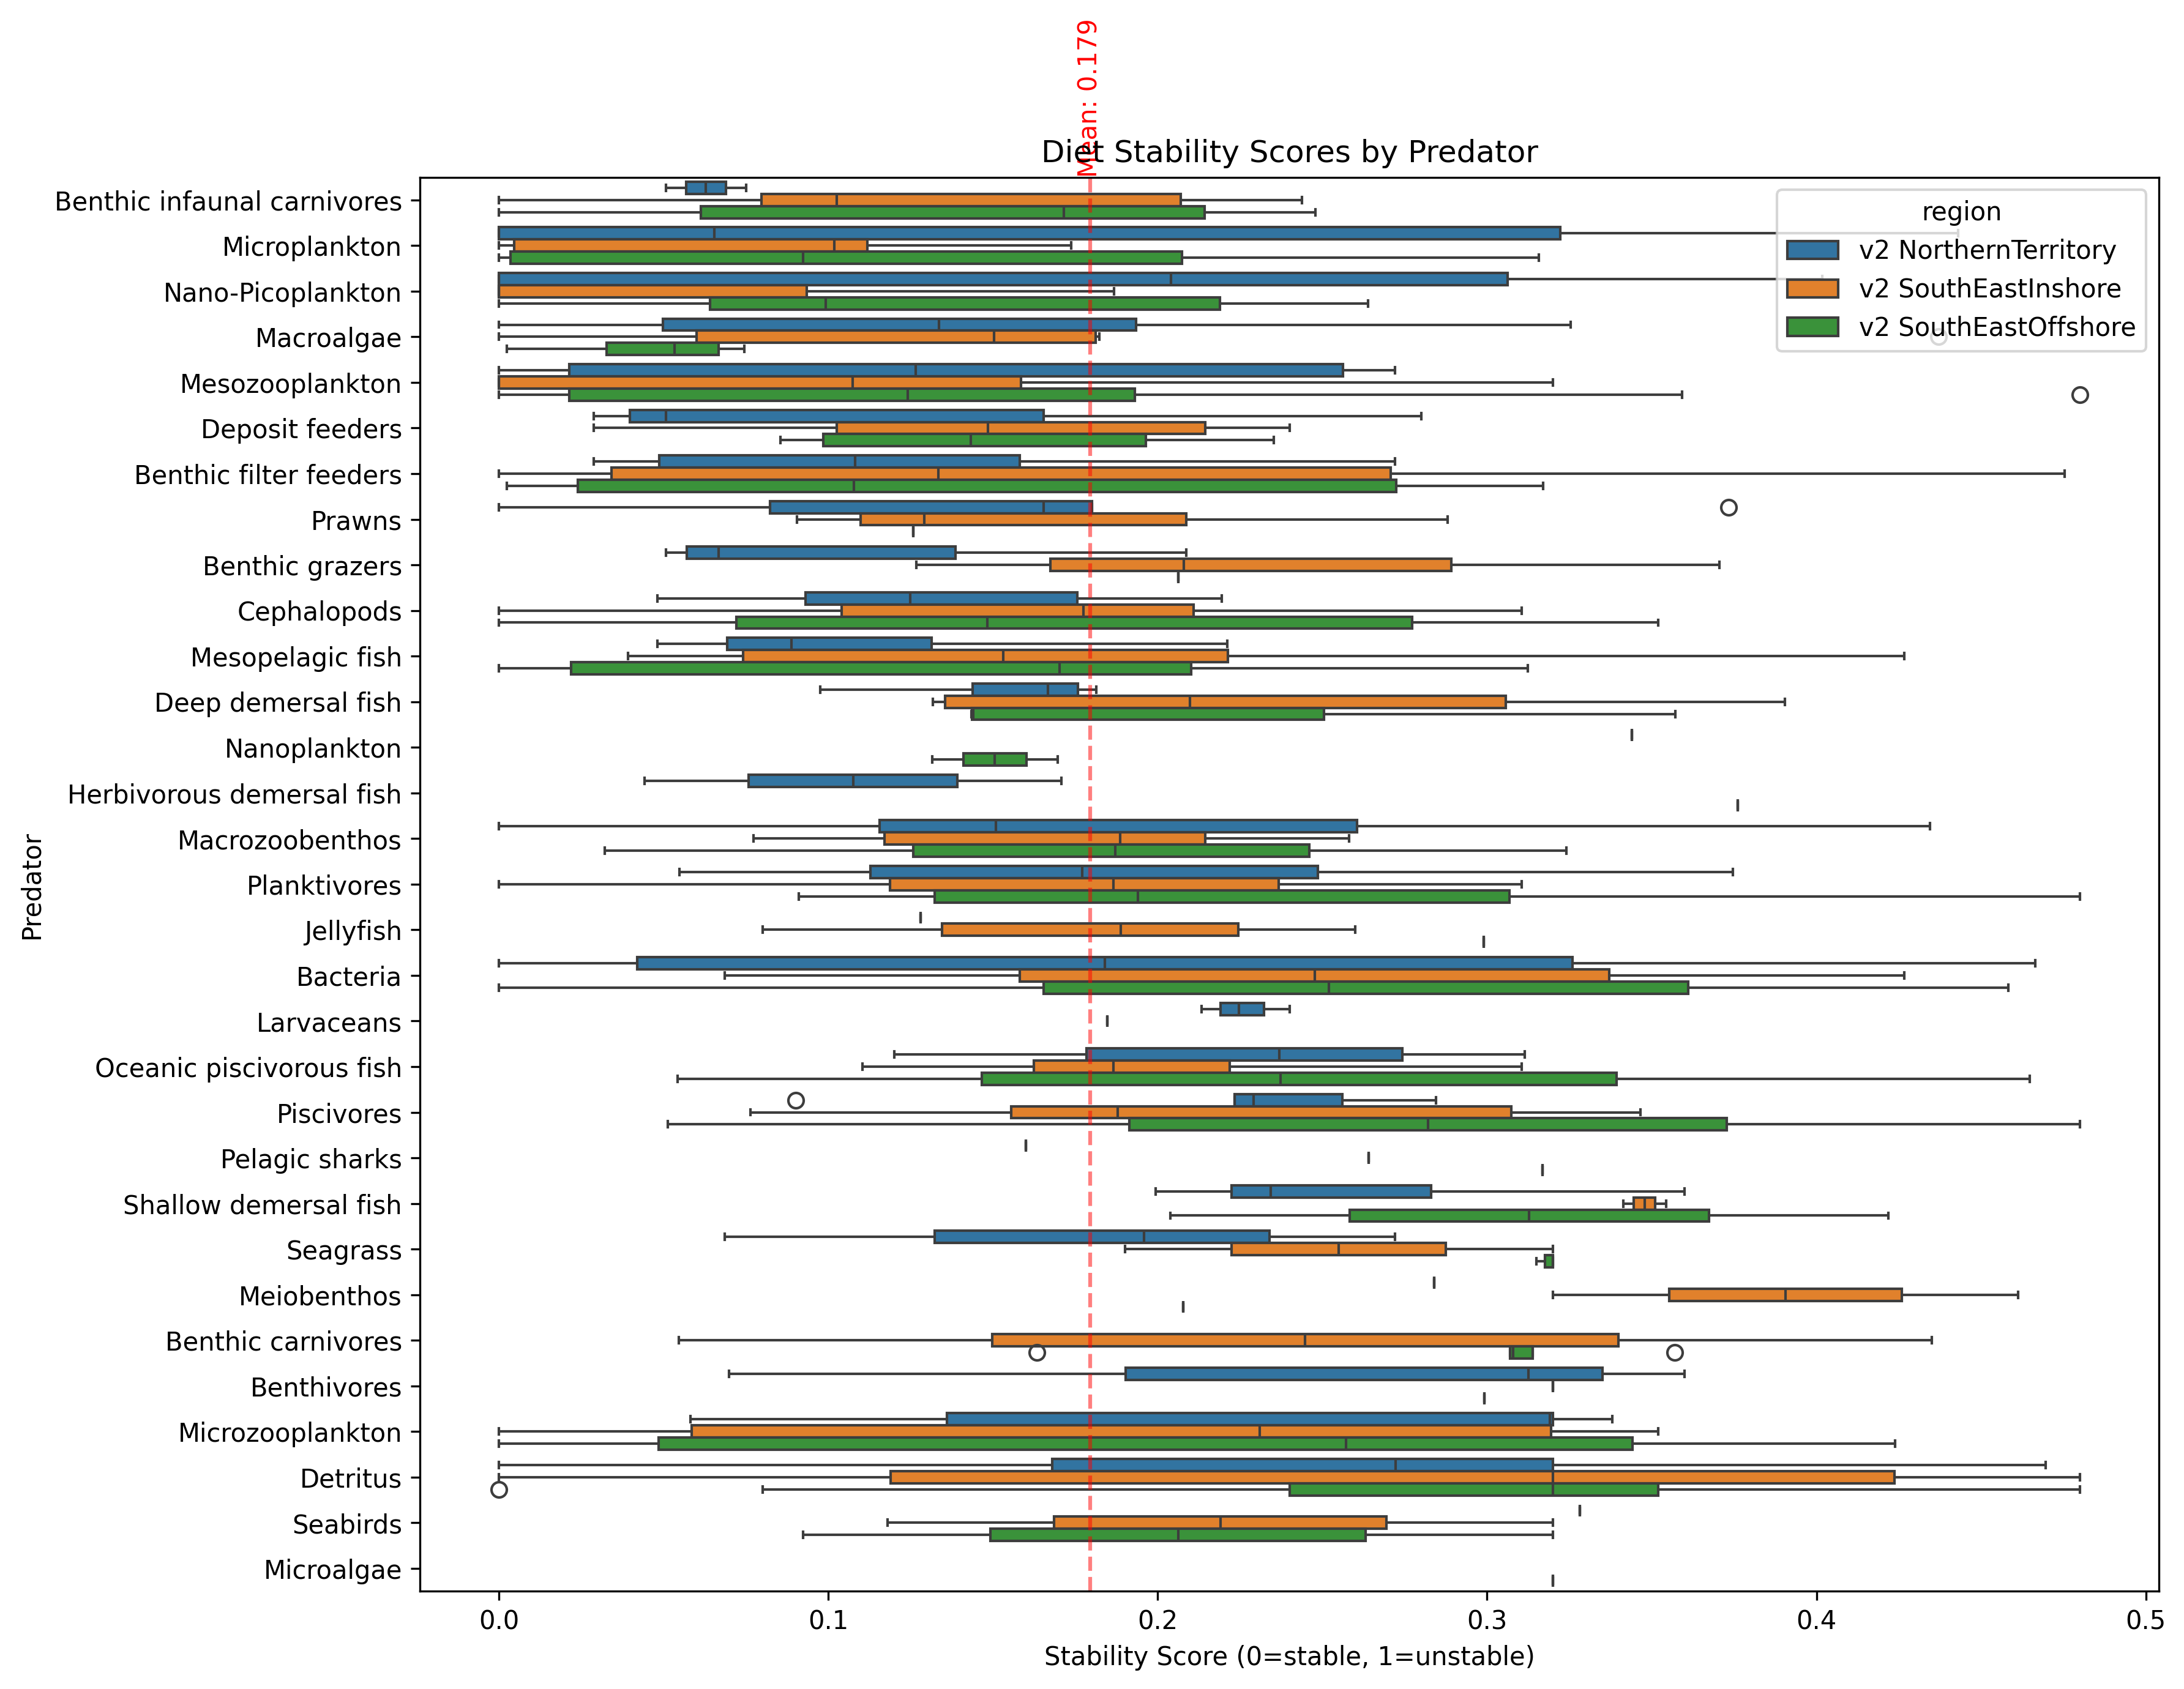 Mean: 0.179
Diet Stability Scores by Predator
region
v2 NorthernTerritory
v2 SouthEastInshore
v2 SouthEastOffshore
Predator
Benthic infaunal carnivores
Microplankton
Nano-Picoplankton
Macroalgae
Mesozooplankton
Deposit feeders
Benthic filter feeders
Prawns
Benthic grazers
Cephalopods
Mesopelagic fish
Deep demersal fish
Nanoplankton
Herbivorous demersal fish
Macrozoobenthos
Planktivores
Jellyfish
Bacteria
Larvaceans
Oceanic piscivorous fish
Piscivores
Pelagic sharks
Shallow demersal fish
Seagrass
Meiobenthos
Benthic carnivores
Benthivores
Microzooplankton
Detritus
Seabirds
Microalgae
0.0 0.1 0.2 0.3 0.4 0.5
Stability Score (0=stable, 1=unstable)